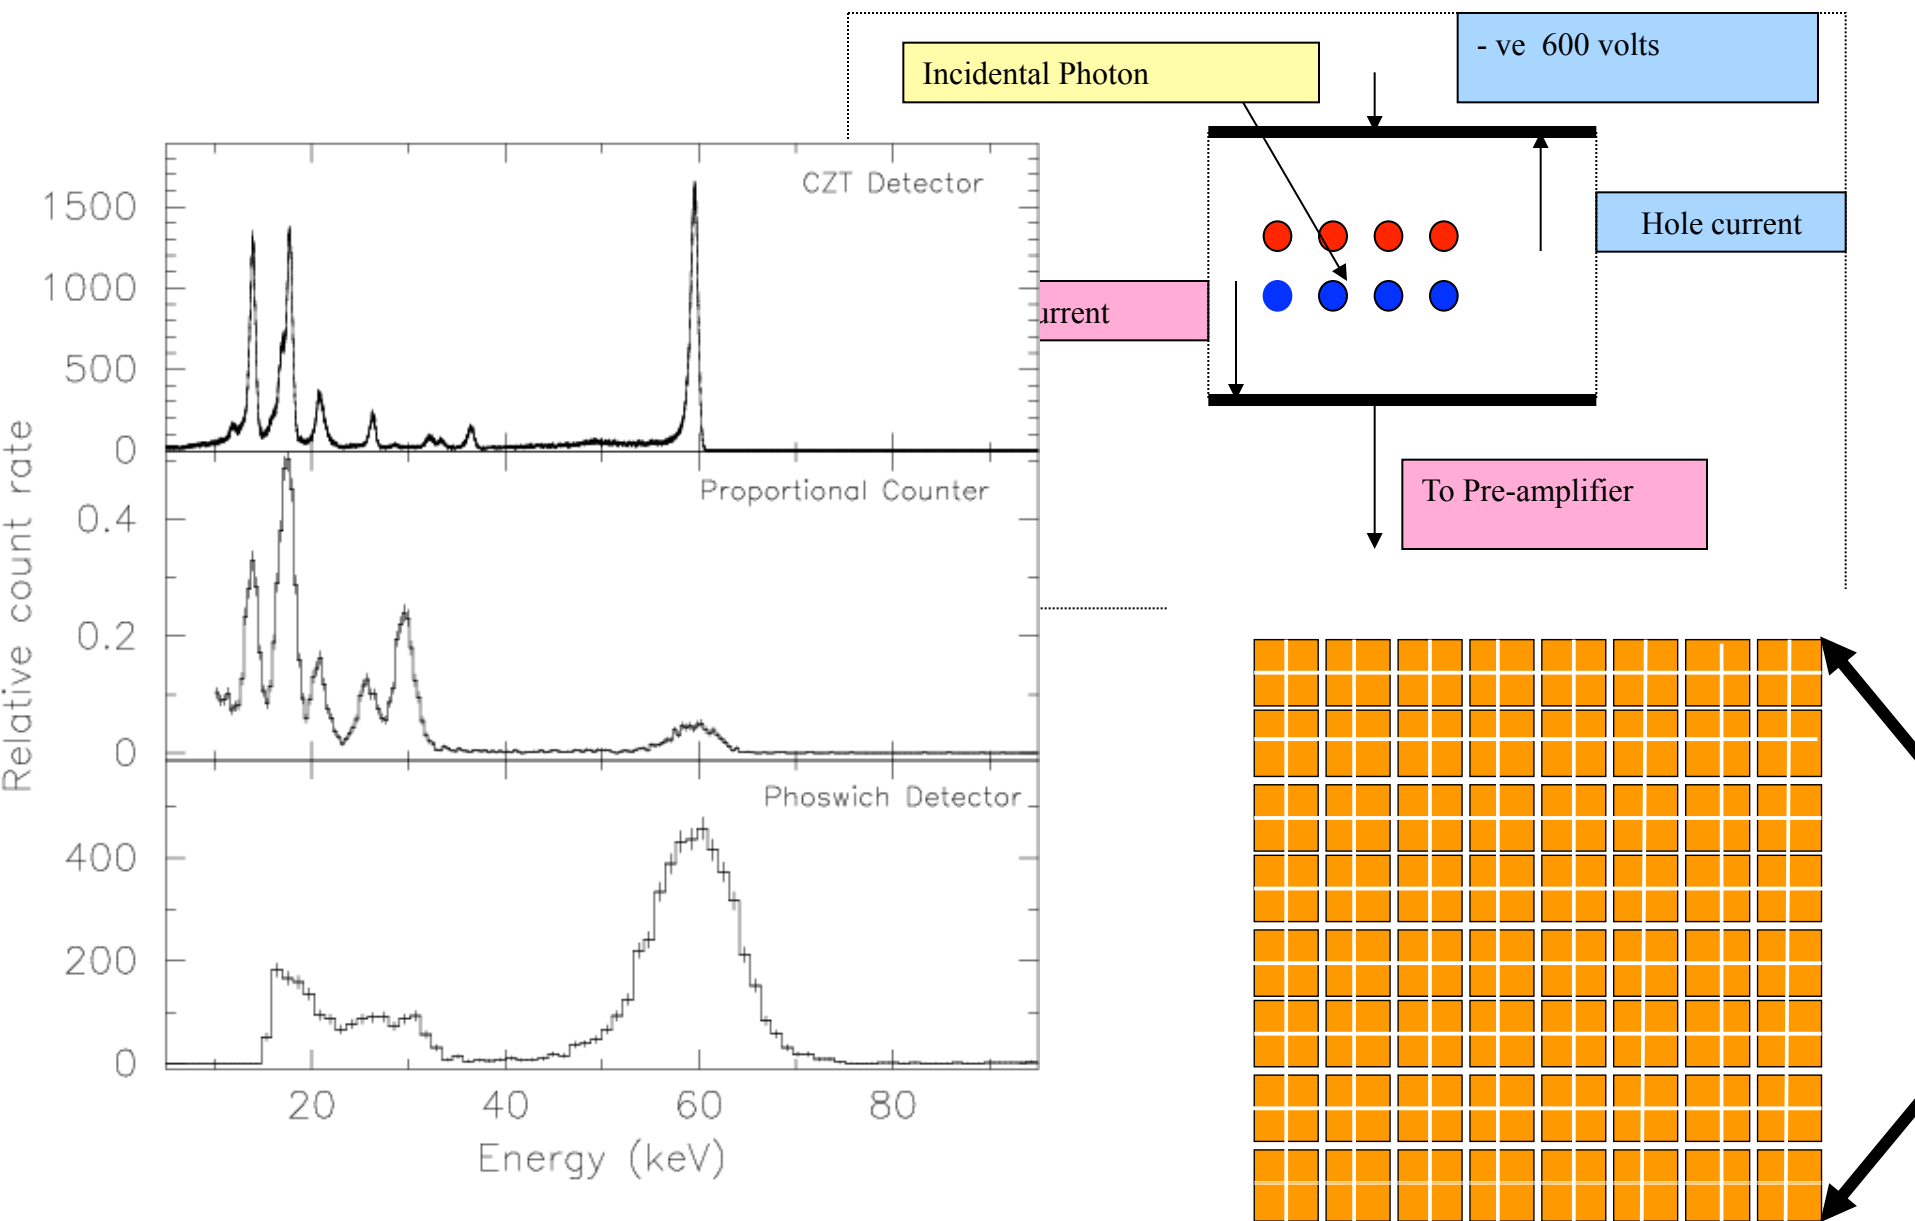 - ve 600 volts
Incidental Photon
Hole current
To Pre-amplifier
CZT Detector
1500
1000
500
0
Proportional Counter
0.4
0.2
0
Phoswich Detector
400
200
0
20 40 60 80
Energy (keV)
Relative count rate